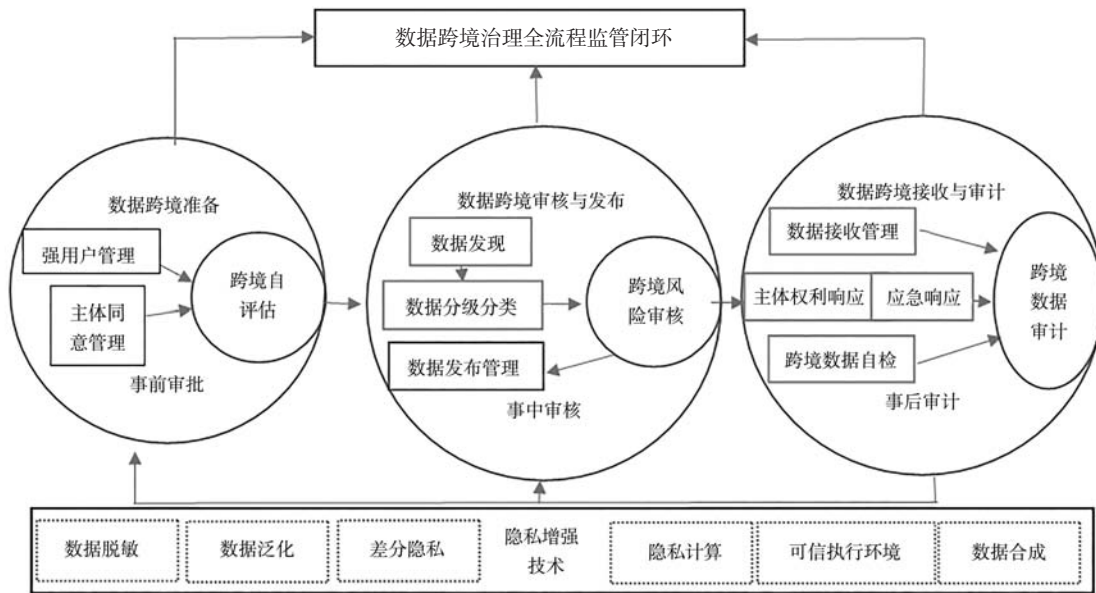 数据跨境治理全流程监管闭环
数据跨境准备
强用户管理
主体同
意管理
跨境自
评估
事前审批
数据跨境审核与发布
数据发现
数据分级分类
跨境风
险审核
数据发布管理
事中审核
数据跨境接收与审计
数据接收管理
主体权利响应
应急响应
跨境数据自检
跨境
数据
审计
事后审计
数据脱敏
数据泛化
差分隐私
隐私增强
技术
隐私计算
可信执行环境
数据合成